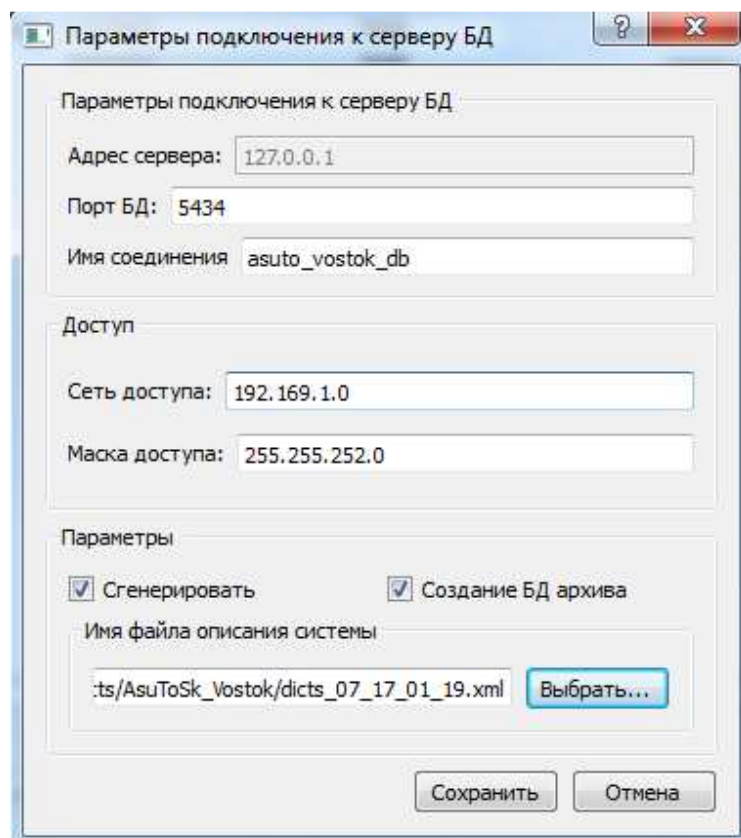 Параметры подключения к серверу БД
Параметры подключения к серверу БД
Адрес сервера: 127.0.0.1
Порт БД: 5434
Имя соединения asuto_vostok_db
Доступ
Сеть доступа: 192.169.1.0
Маска доступа: 255.255.252.0
Параметры
Сгенерировать Создание БД архива
Имя файла описания системы
:ts/AsuToSk_Vostok/dicts_07_17_01_19.xml Выбрать...
Сохранить Отмена